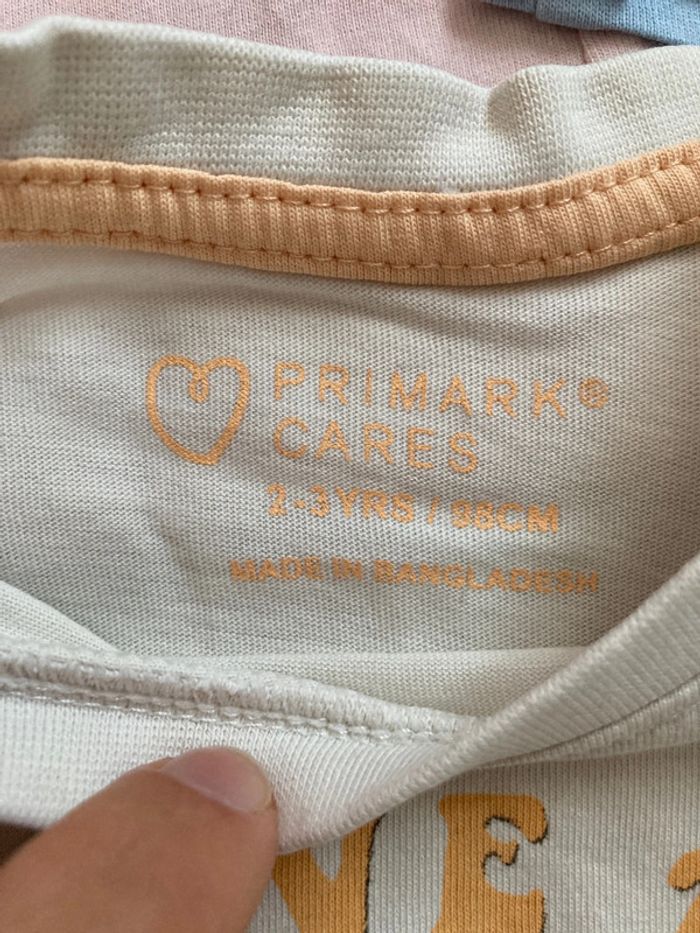 PRIMARK®
CARES
2-3YRS / 98CM
MADE IN BANGLADESH